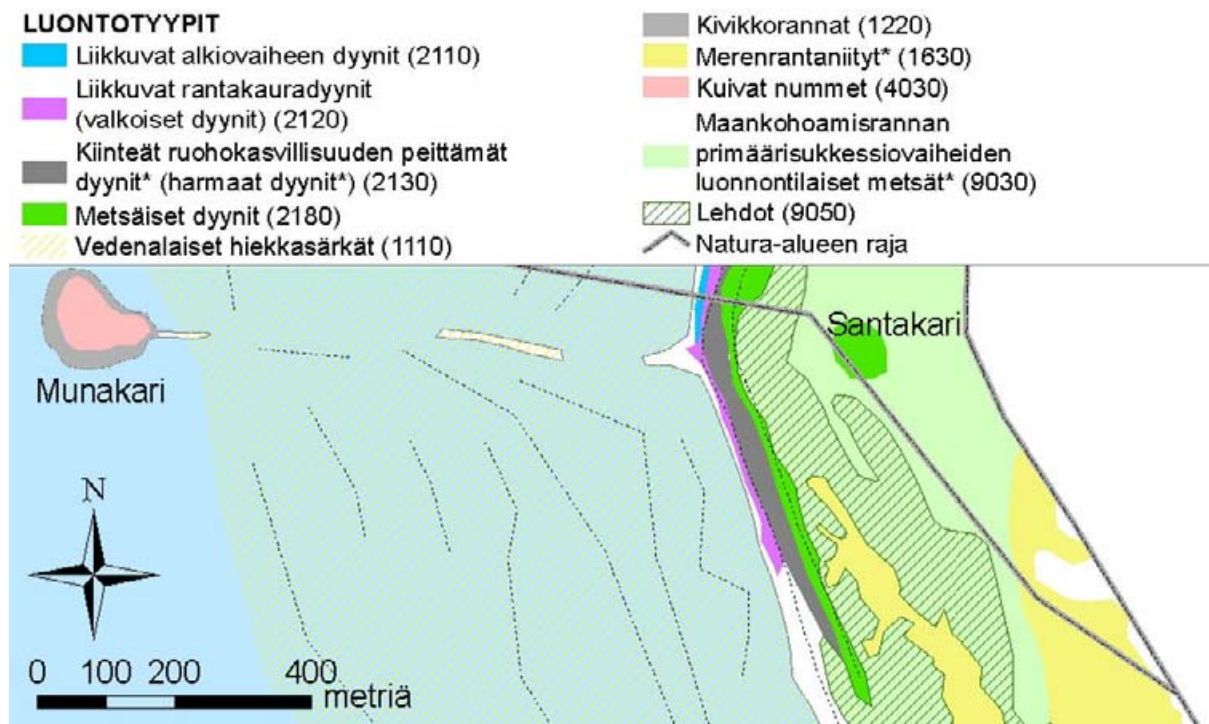 LUONTOTYYPIT
Liikkuvat alkiovaiheen dyynit (2110)
Liikkuvat rantakauradyynit
(valkoiset dyynit) (2120)
Kiinteät ruohokasvillisuuden peittämät
dyynit* (harmaat dyynit*) (2130)
Metsäiset dyynit (2180)
Vedenalaiset hiekkasärkät (1110)
Kivikkorannat (1220)
Merenrantaniityt* (1630)
Kuivat nummet (4030)
Maankohoamisrannan
primäärisukkessiovaiheiden
luonnontilaiset metsät* (9030)
Lehdot (9050)
Natura-alueen raja
Santakari
Munakari
N
0 100 200 400
metriä